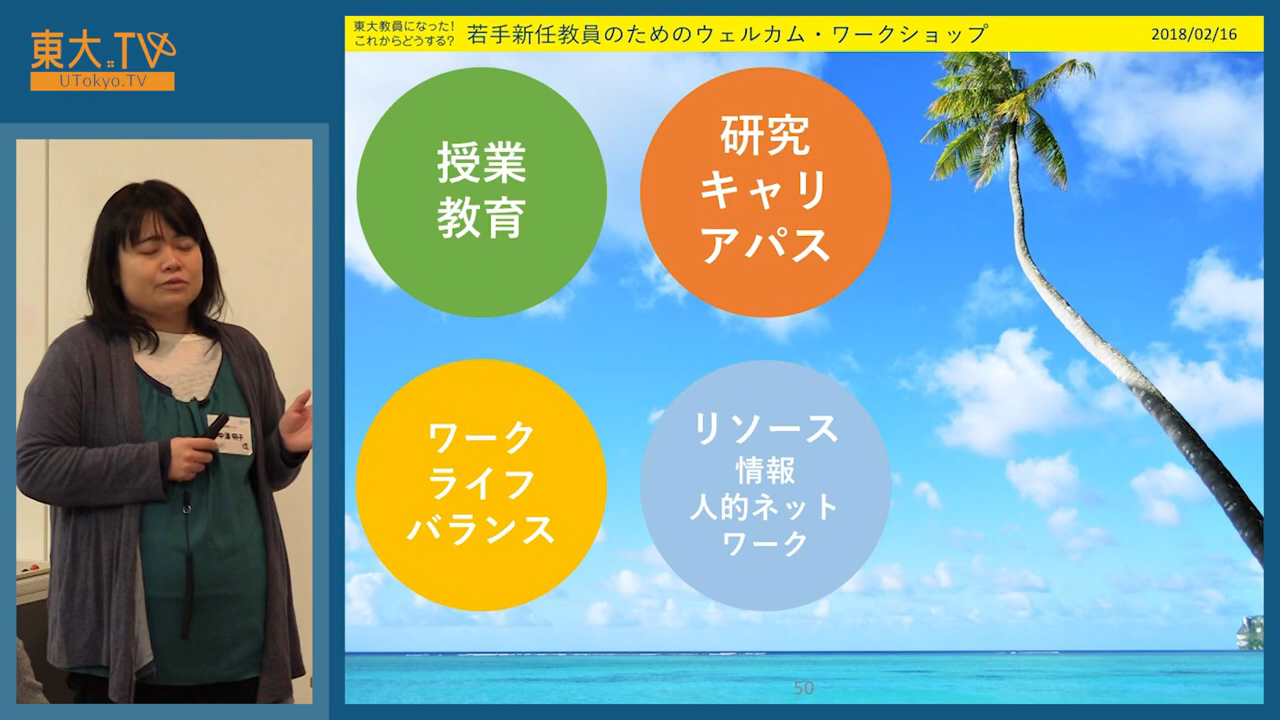 東大.TV
UTokyo.TV
東大教員になった!
これからどうする?
若手新任教員のためのウェルカム・ワークショップ
2018/02/16
授業
教育
研究
キャリ
アパス
ワーク
ライフ
バランス
リソース
情報
人的ネット
ワーク
50